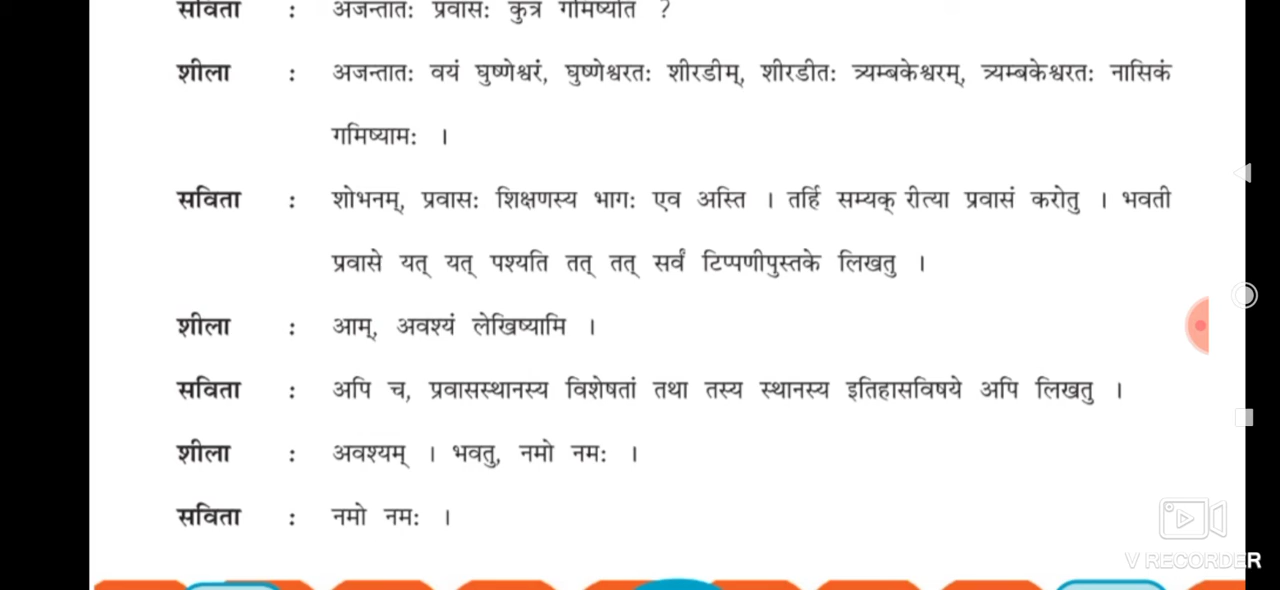 सविता : अजन्तातः प्रवासः कुत्र गमिष्यति ?
शीला : अजन्तातः वयं घुष्णेश्वरं, घुष्णेश्वरतः शीरडीम्, शीरडीतः त्र्यम्बकेश्वरम्, त्र्यम्बकेश्वरतः नासिकं
गमिष्यामः ।
सविता : शोभनम्, प्रवासः शिक्षणस्य भागः एव अस्ति । तर्हि सम्यक् रीत्या प्रवासं करोतु । भवती
प्रवासे यत् यत् पश्यति तत् तत् सर्वं टिप्पणीपुस्तके लिखतु ।
शीला : आम्, अवश्यं लेखिष्यामि ।
सविता : अपि च, प्रवासस्थानस्य विशेषतां तथा तस्य स्थानस्य इतिहासविषये अपि लिखतु ।
शीला : अवश्यम् । भवतु, नमो नमः ।
सविता : नमो नमः ।
V RECORDER